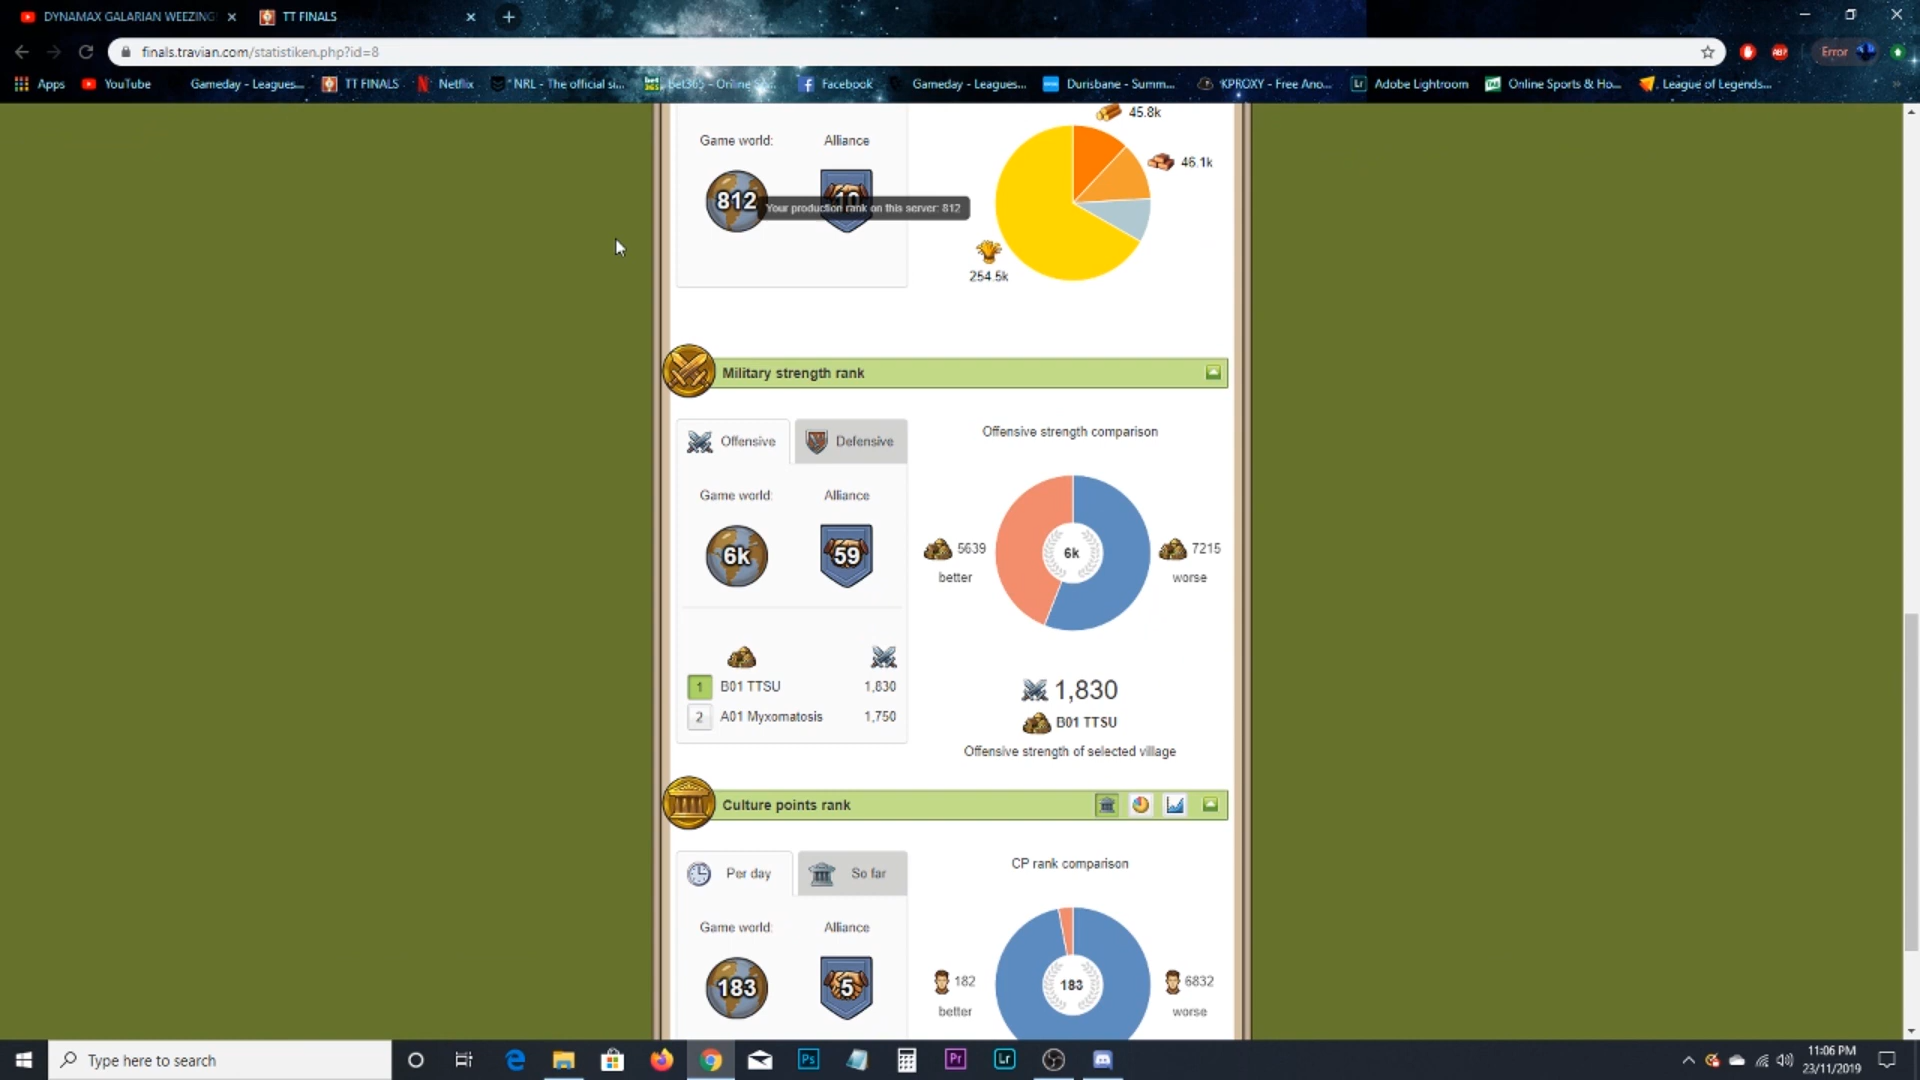 DYNAMAX GALARIAN WEEZING
TT FINALS
finals.travian.com/statistiken.php?id=8
Error
Apps
YouTube
Gameday - Leagues...
TT FINALS
Netflix
NRL - The official si...
bet365 - Online S
Facebook
Gameday - Leagues...
Durisbane - Summ...
KPROXY - Free Ano...
Adobe Lightroom
Online Sports & Ho...
League of Legends...
45.8k
Game world:
Alliance
46.1k
812
10
Your production rank on this server: 812
254.5k
Military strength rank
Offensive
Defensive
Offensive strength comparison
Game world:
Alliance
6k
59
5639
better
6k
7215
worse
1 B01 TTSU 1,830
2 A01 Myxomatosis 1,750
1,830
B01 TTSU
Offensive strength of selected village
Culture points rank
Per day
So far
CP rank comparison
Game world:
Alliance
183
5
182
better
183
6832
worse
Type here to search
11:06 PM
23/11/2019